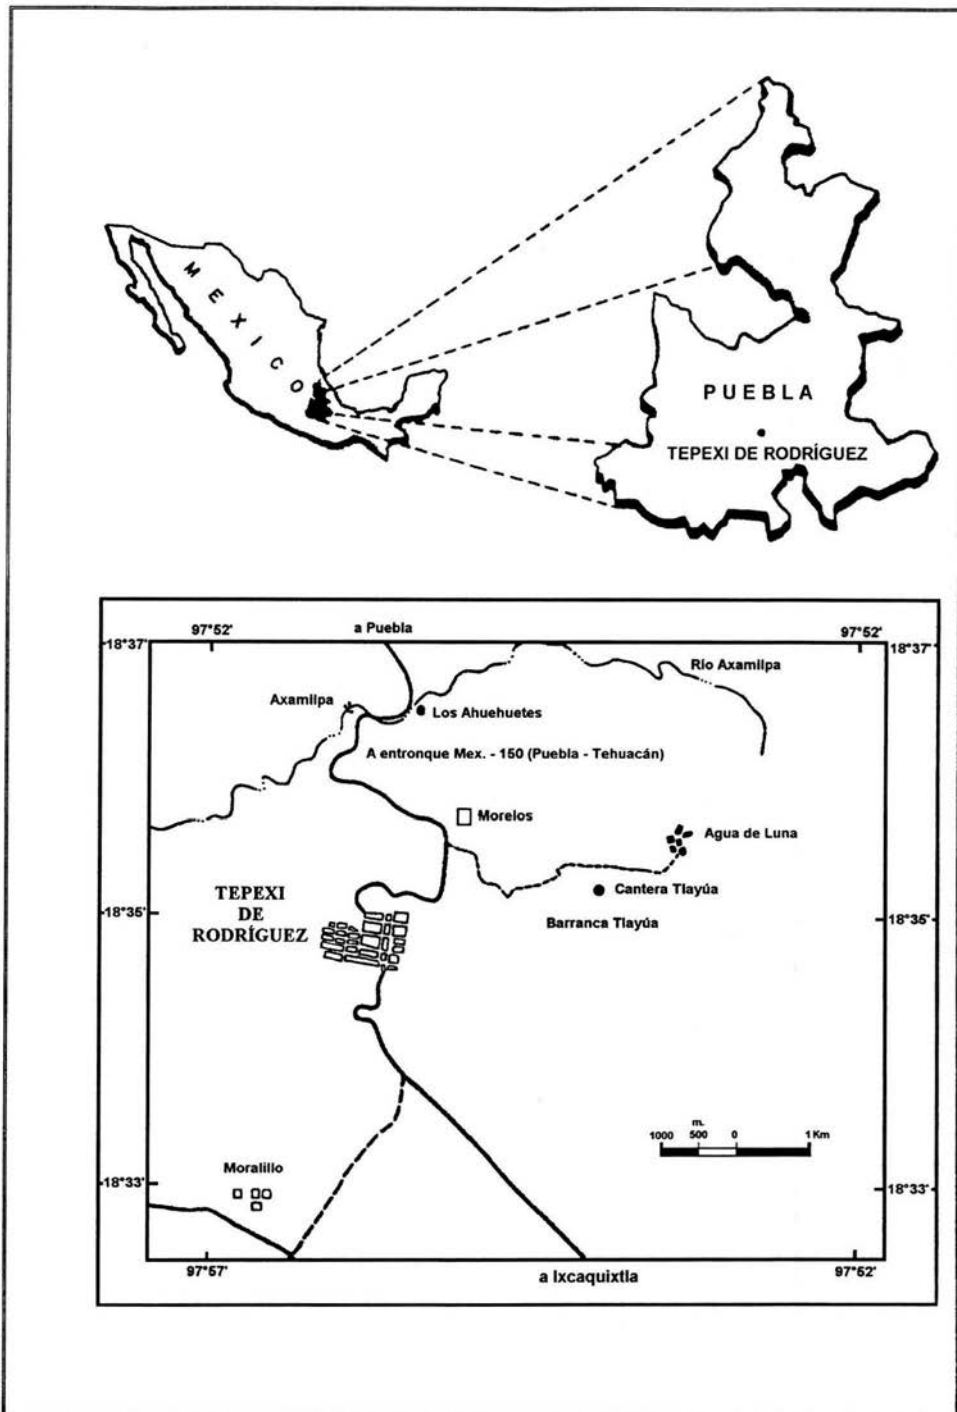 MEXICO
PUEBLA
TEPEXI DE RODRÍGUEZ
97°52'
a Puebla
97°52'
18°37'
18°37'
Río Axamilpa
Axamilpa
Los Ahuehuetes
A entronque Mex. - 150 (Puebla - Tehuacán)
Morelos
Agua de Luna
Cantera Tlayúa
Barranca Tlayúa
TEPEXI
DE
RODRÍGUEZ
18°35'
18°35'
m.
1000 500 0 1 Km
Moralillo
18°33'
18°33'
97°57'
a Ixcaquixtla
97°52'